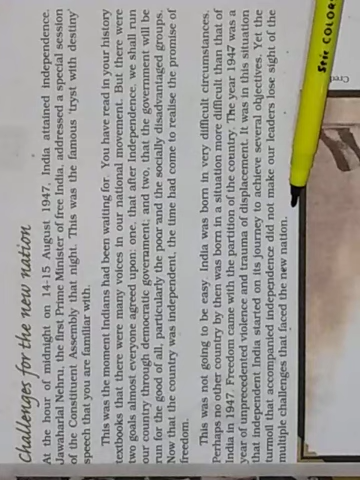 Challenges for the new nation
At the hour of midnight on 14-15 August 1947, India attained independence.
Jawaharlal Nehru, the first Prime Minister of free India, addressed a special session
of the Constituent Assembly that night. This was the famous 'tryst with destiny'
speech that you are familiar with.
This was the moment Indians had been waiting for. You have read in your history
textbooks that there were many voices in our national movement. But there were
two goals almost everyone agreed upon: one, that after Independence, we shall run
our country through democratic government; and two, that the government will be
run for the good of all, particularly the poor and the socially disadvantaged groups.
Now that the country was independent, the time had come to realise the promise of
freedom.
This was not going to be easy. India was born in very difficult circumstances.
Perhaps no other country by then was born in a situation more difficult than that of
India in 1947. Freedom came with the partition of the country. The year 1947 was a
year of unprecedented violence and trauma of displacement. It was in this situation
that independent India started on its journey to achieve several objectives. Yet the
turmoil that accompanied independence did not make our leaders lose sight of the
multiple challenges that faced the new nation.
Cred